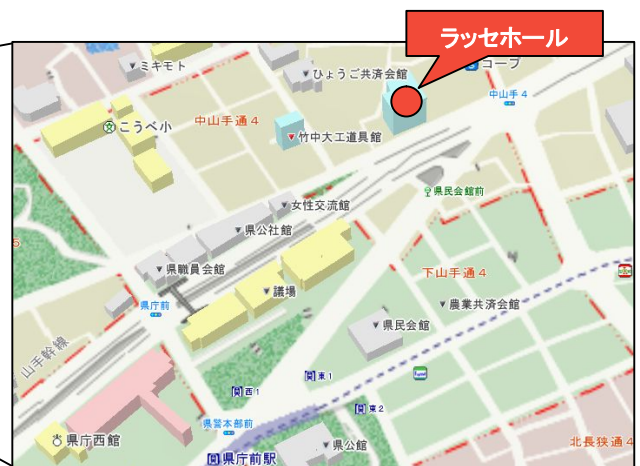 ラッセホール
ミキモト
ひょうご共済会館
コープ
中山手4
こうべ小
中山手通4
竹中大工道具館
県民会館前
女性交流館
県公社館
県職員会館
下山手通4
議場
農業共済会館
県庁前
県民会館
山手幹線
東1
西1
東2
県警本部前
県庁西館
県公館
北長狭通4
県庁前駅